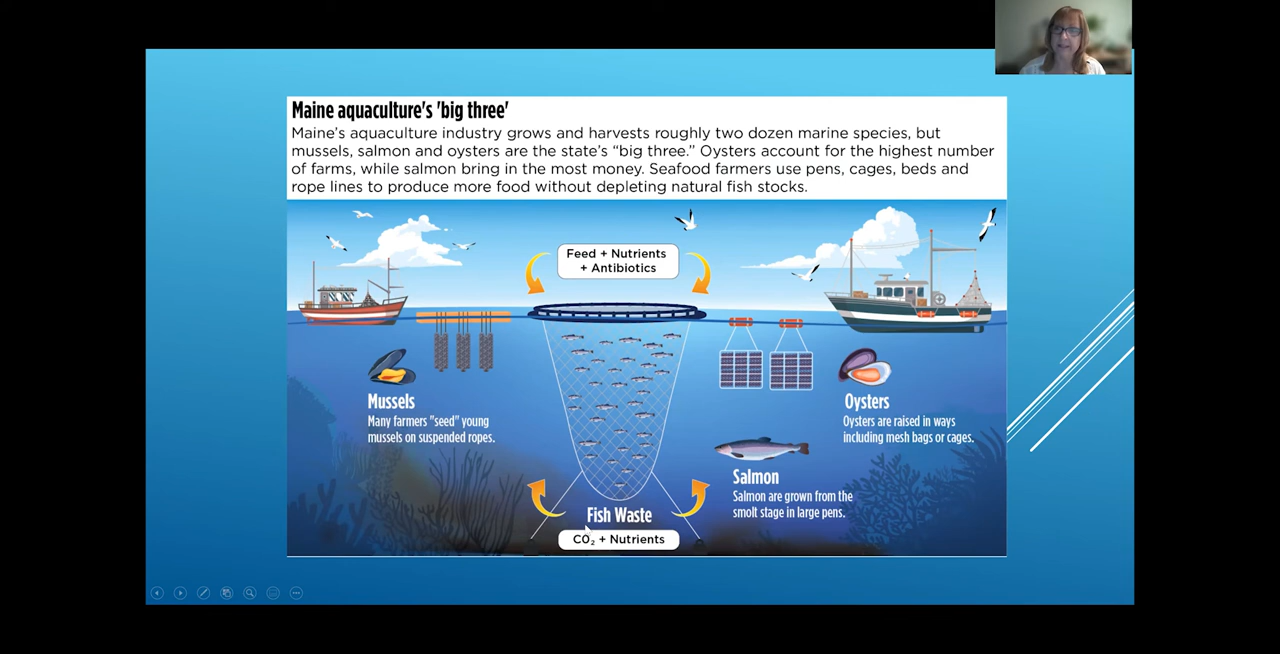 Maine aquaculture's 'big three'
Maine's aquaculture industry grows and harvests roughly two dozen marine species, but
mussels, salmon and oysters are the state's “big three.” Oysters account for the highest number
of farms, while salmon bring in the most money. Seafood farmers use pens, cages, beds and
rope lines to produce more food without depleting natural fish stocks.
Feed + Nutrients
+ Antibiotics
Mussels
Many farmers "seed" young
mussels on suspended ropes.
Oysters
Oysters are raised in ways
including mesh bags or cages.
Salmon
Salmon are grown from the
smolt stage in large pens.
Fish Waste
CO₂ + Nutrients